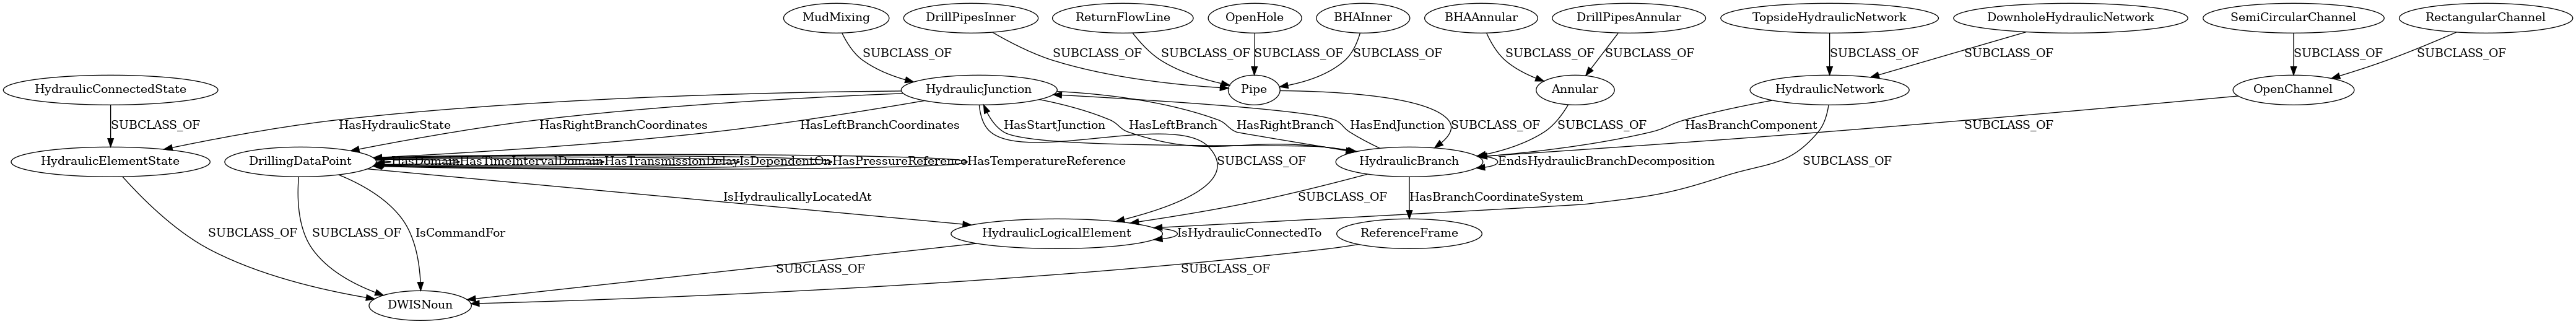 MudMixing
DrillPipesInner
ReturnFlowLine
OpenHole
BHAInner
BHAAnnular
DrillPipesAnnular
TopsideHydraulicNetwork
DownholeHydraulicNetwork
SemiCircularChannel
RectangularChannel
SUBCLASS_OF
SUBCLASS_OF
SUBCLASS_OF
SUBCLASS_OF
SUBCLASS_OF
SUBCLASS_OF
SUBCLASS_OF
SUBCLASS_OF
SUBCLASS_OF
SUBCLASS_OF
SUBCLASS_OF
HydraulicConnectedState
HydraulicJunction
Pipe
Annular
HydraulicNetwork
OpenChannel
SUBCLASS_OF
HasHydraulicState
HasRightBranchCoordinates
HasLeftBranchCoordinates
HasStartJunction
HasLeftBranch
HasRightBranch
HasEndJunction
SUBCLASS_OF
SUBCLASS_OF
HasBranchComponent
SUBCLASS_OF
HydraulicElementState
DrillingDataPoint
HasDomain
HasTimeIntervalDomain
HasTransmissionDelay
IsDependentOn
HasPressureReference
HasTemperatureReference
SUBCLASS_OF
HydraulicBranch
EndsHydraulicBranchDecomposition
SUBCLASS_OF
IsHydraulicallyLocatedAt
SUBCLASS_OF
HasBranchCoordinateSystem
SUBCLASS_OF
SUBCLASS_OF
IsCommandFor
HydraulicLogicalElement
IsHydraulicConnectedTo
ReferenceFrame
SUBCLASS_OF
SUBCLASS_OF
DWISNoun